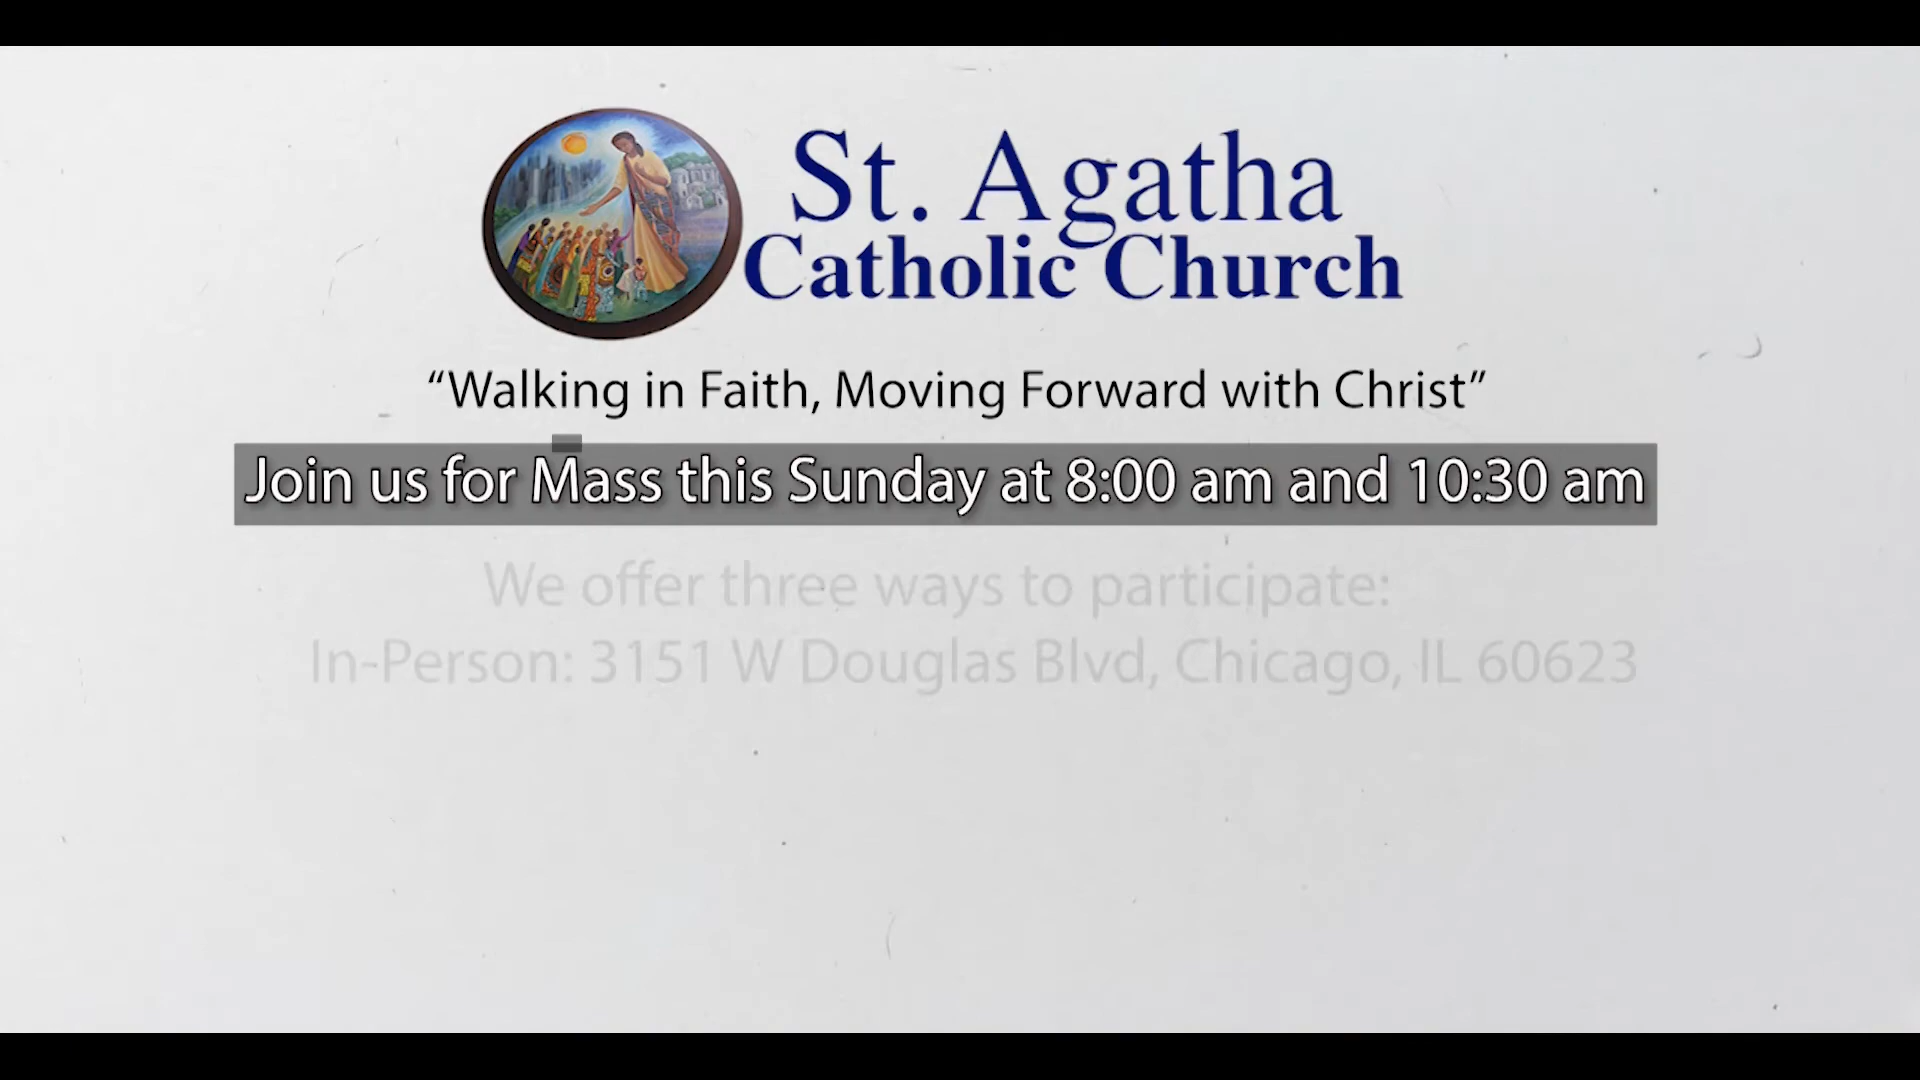 St. Agatha
Catholic Church
“Walking in Faith, Moving Forward with Christ”
Join us for Mass this Sunday at 8:00 am and 10:30 am
We offer three ways to participate:
In-Person: 3151 W Douglas Blvd, Chicago, IL 60623